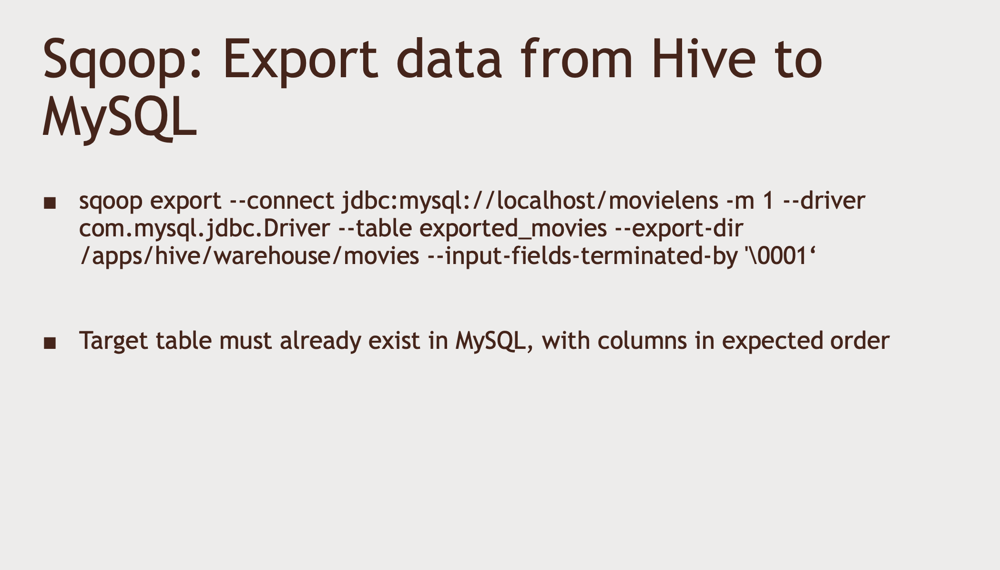 Sqoop: Export data from Hive to
MySQL
■ sqoop export --connect jdbc:mysql://localhost/movielens -m 1 --driver
com.mysql.jdbc.Driver --table exported_movies --export-dir
/apps/hive/warehouse/movies --input-fields-terminated-by '\0001‘
■ Target table must already exist in MySQL, with columns in expected order